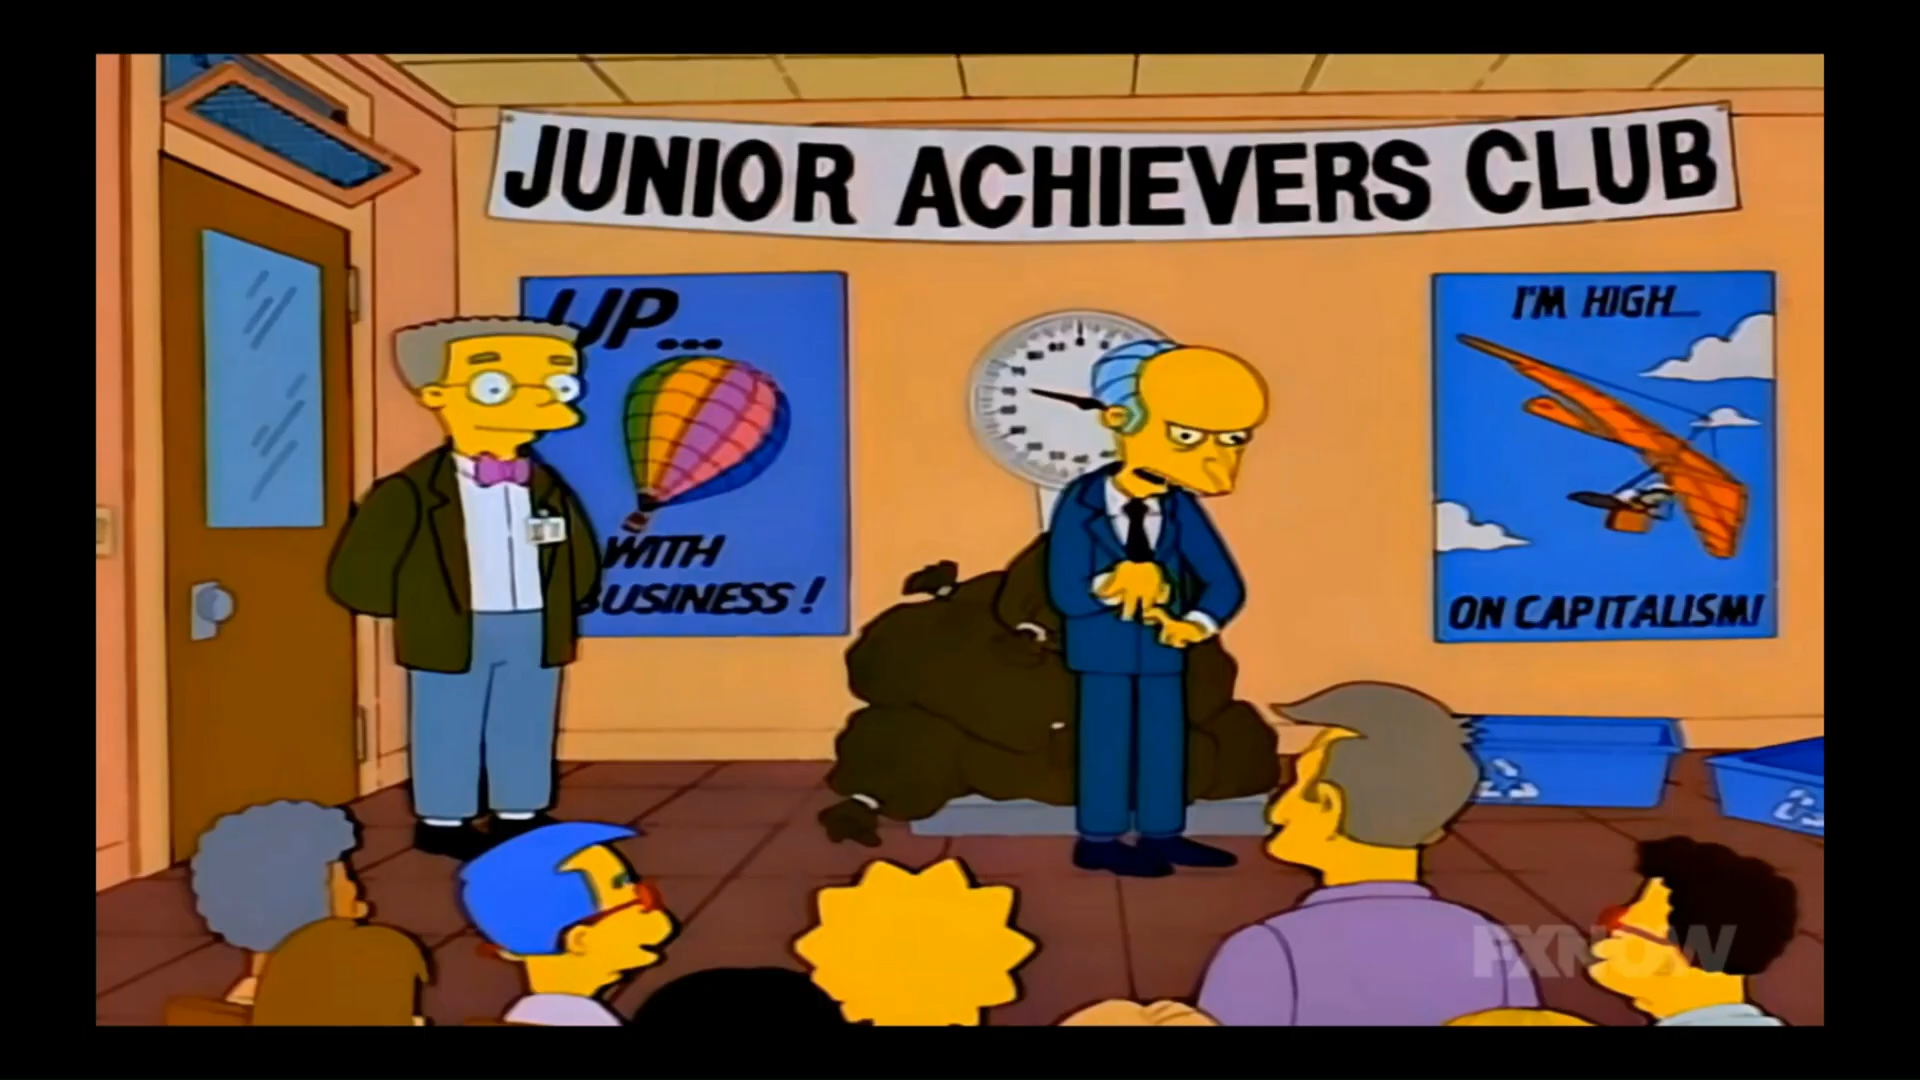 JUNIOR ACHIEVERS CLUB
UP...
WITH
BUSINESS!
I'M HIGH...
ON CAPITALISM!
FXNOW